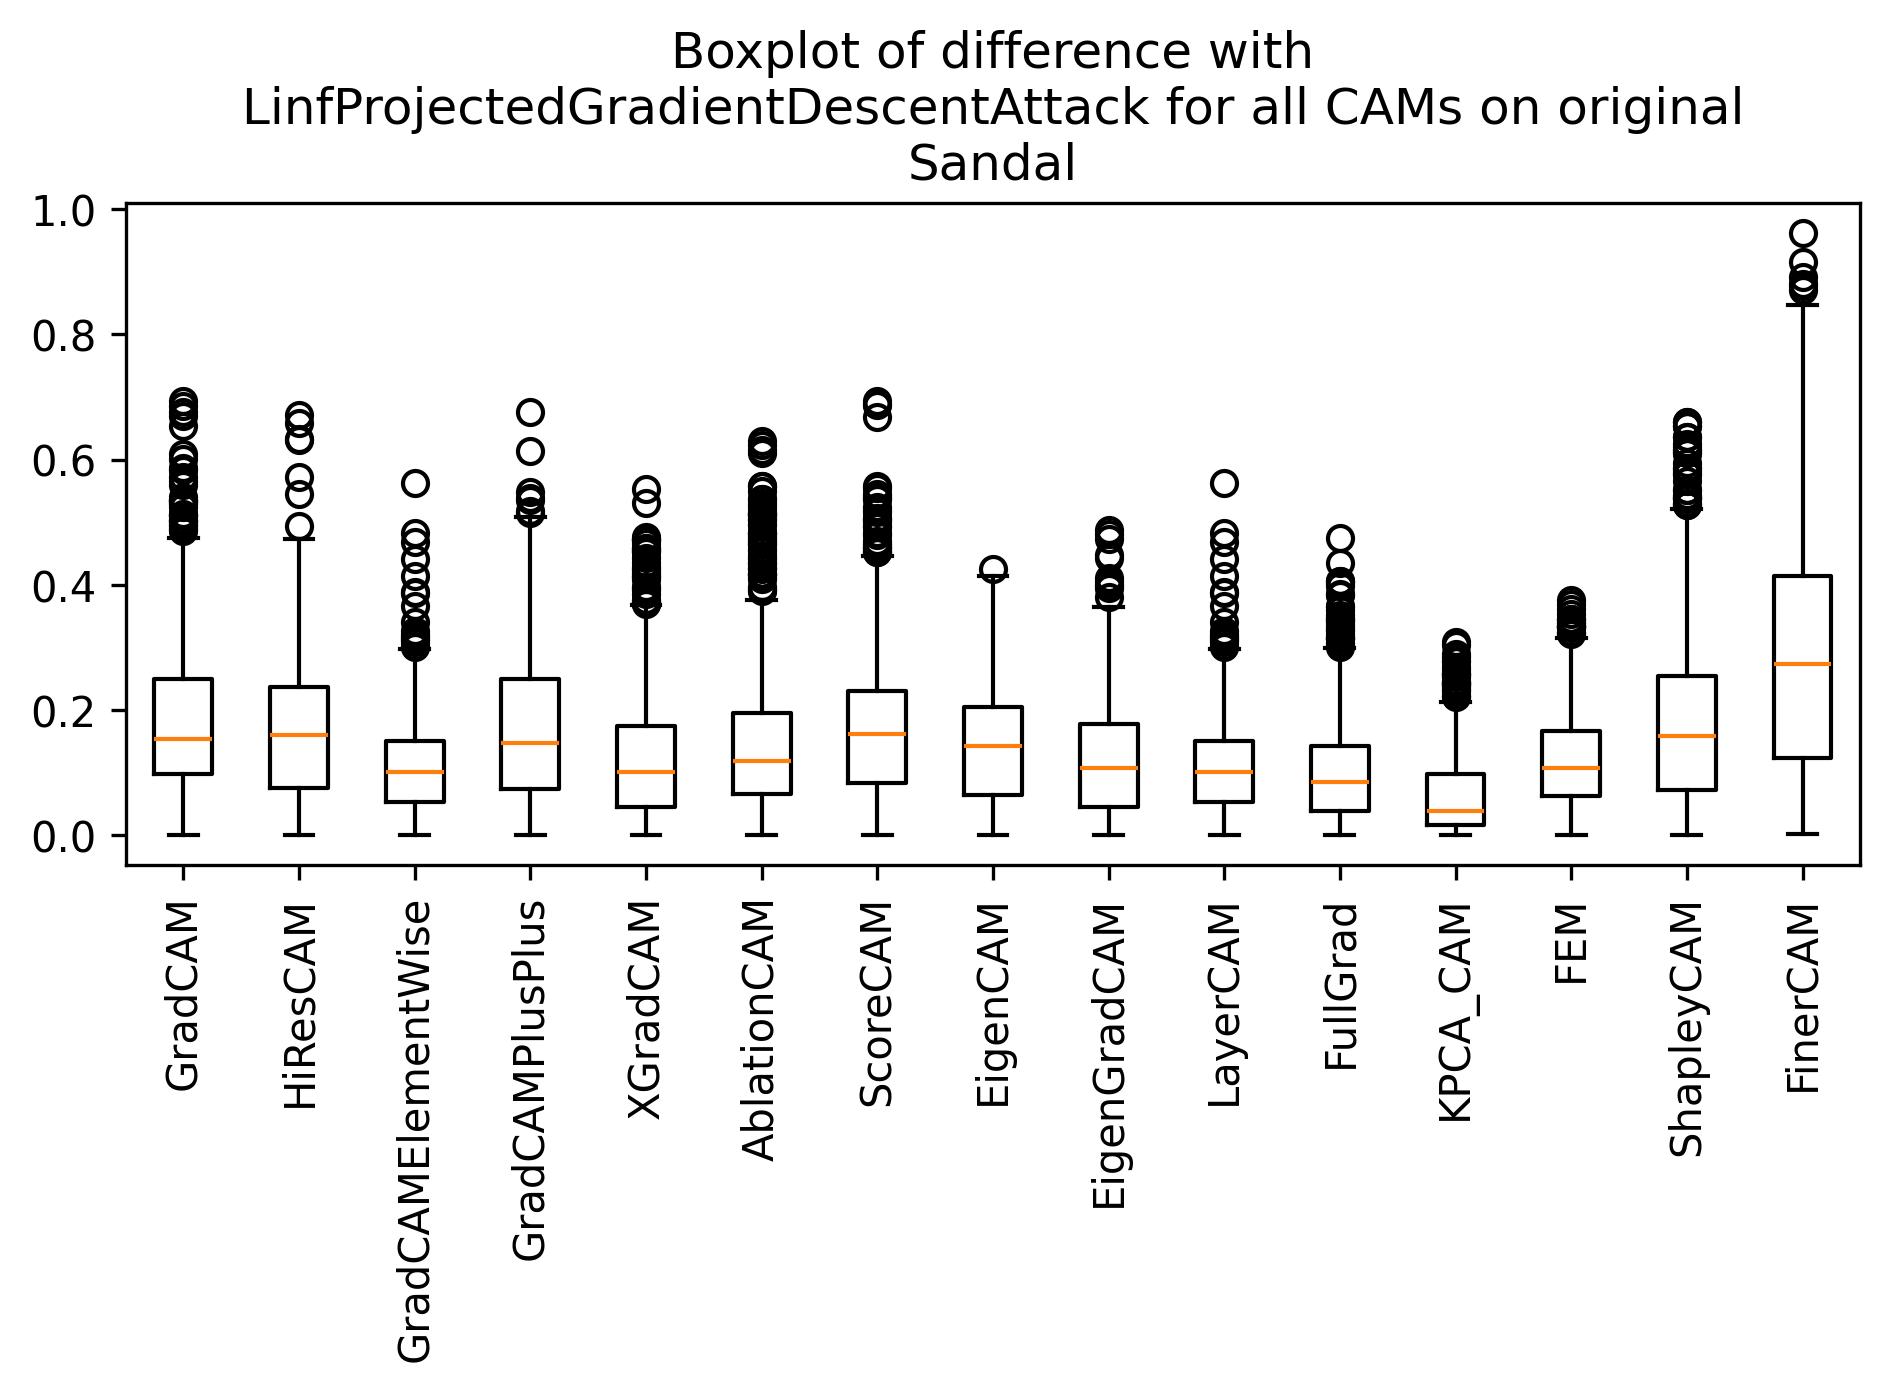 Boxplot of difference with
LinfProjectedGradientDescentAttack for all CAMs on original
Sandal
1.0
0.8
0.6
0.4
0.2
0.0
GradCAM
HiResCAM
GradCAMElementWise
GradCAMPlusPlus
XGradCAM
AblationCAM
ScoreCAM
EigenCAM
EigenGradCAM
LayerCAM
FullGrad
KPCA_CAM
FEM
ShapleyCAM
FinerCAM